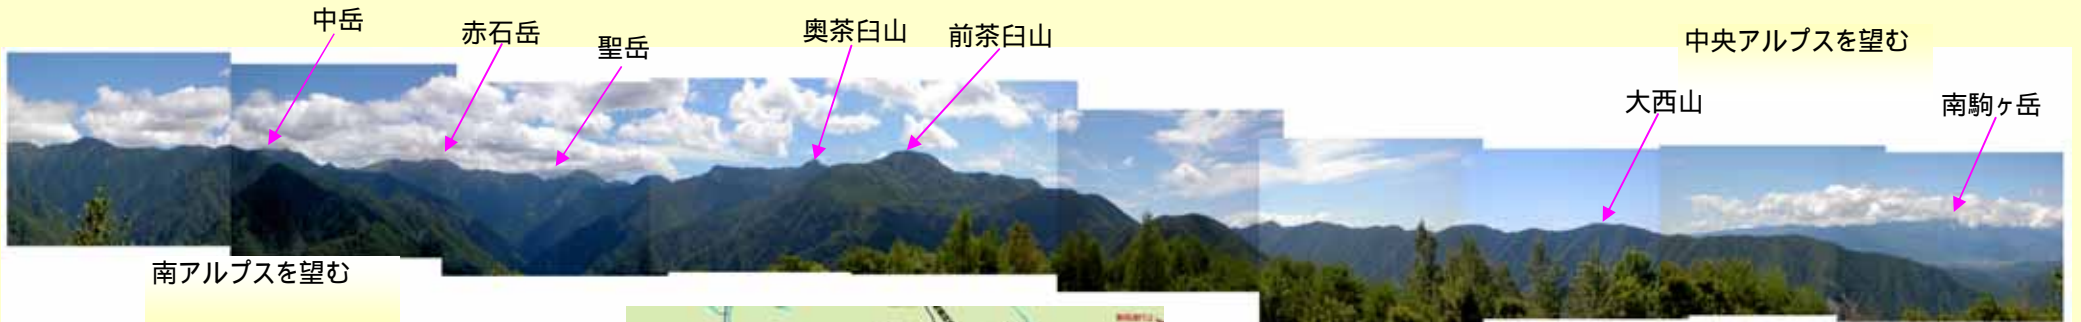 中岳
赤石岳
聖岳
奥茶臼山
前茶臼山
中央アルプスを望む
大西山
南駒ヶ岳
南アルプスを望む